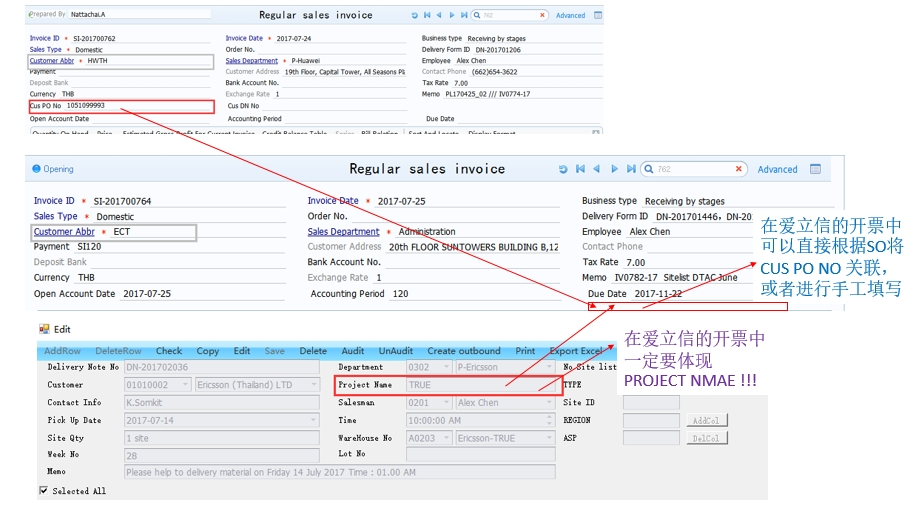 Prepared By Nattachai.A Regular sales invoice 762 Advanced
Invoice ID * SI-201700762 Invoice Date * 2017-07-24 Business type Receiving by stages
Sales Type * Domestic Order No. Delivery Form ID DN-201701206
Customer Abbr * HWTH Sales Department * P-Huawei Employee Alex Chen
Payment Customer Address 19th Floor, Capital Tower, All Seasons Pl Contact Phone (662)654-3622
Deposit Bank Bank Account No. Tax Rate 7.00
Currency THB Exchange Rate 1 Memo PL170425_02 /// IV0774-17
Cus PO No 1051099993 Cus DN No
Open Account Date Accounting Period Due Date
Quantity On Hand Price Estimated Gross Profit For Current Invoice Credit Balance Table Series Bill Relation Sort And Locate Display Format
Opening Regular sales invoice 762 Advanced
Invoice ID * SI-201700764 Invoice Date * 2017-07-25 Business type Receiving by stages
Sales Type * Domestic Order No. Delivery Form ID DN-201701446, DN-20
Customer Abbr * ECT Sales Department * Administration Employee Alex Chen
Payment SI120 Customer Address 20th FLOOR SUNTOWERS BUILDING B,12 Contact Phone
Deposit Bank Bank Account No. Tax Rate 7.00
Currency THB Exchange Rate 1 Memo IV0782-17 Sitelist DTAC June
Open Account Date 2017-07-25 Accounting Period 120 Due Date 2017-11-22
在爱立信的开票中
可以直接根据SO将
CUS PO NO 关联，
或者进行手工填写
Edit
AddRow DeleteRow Check Copy Edit Save Delete Audit UnAudit Create outbound Print Export Excel
Delivery Note No DN-201702036 Department 0302 P-Ericsson No Site list
Customer 01010002 Ericsson (Thailand) LTD Project Name TRUE TYPE
Contact Info K.Somkit Salesman 0201 Alex Chen Site ID
Pick Up Date 2017-07-14 Time 10:00:00 AM REGION AddCol
Site Qty 1 site WareHouse No A0203 Ericsson-TRUE ASP DelCol
Week No 28 Lot No
Memo Please help to delivery material on Friday 14 July 2017 Time : 01.00 AM
Selected All
在爱立信的开票中
一定要体现
PROJECT NMAE !!!